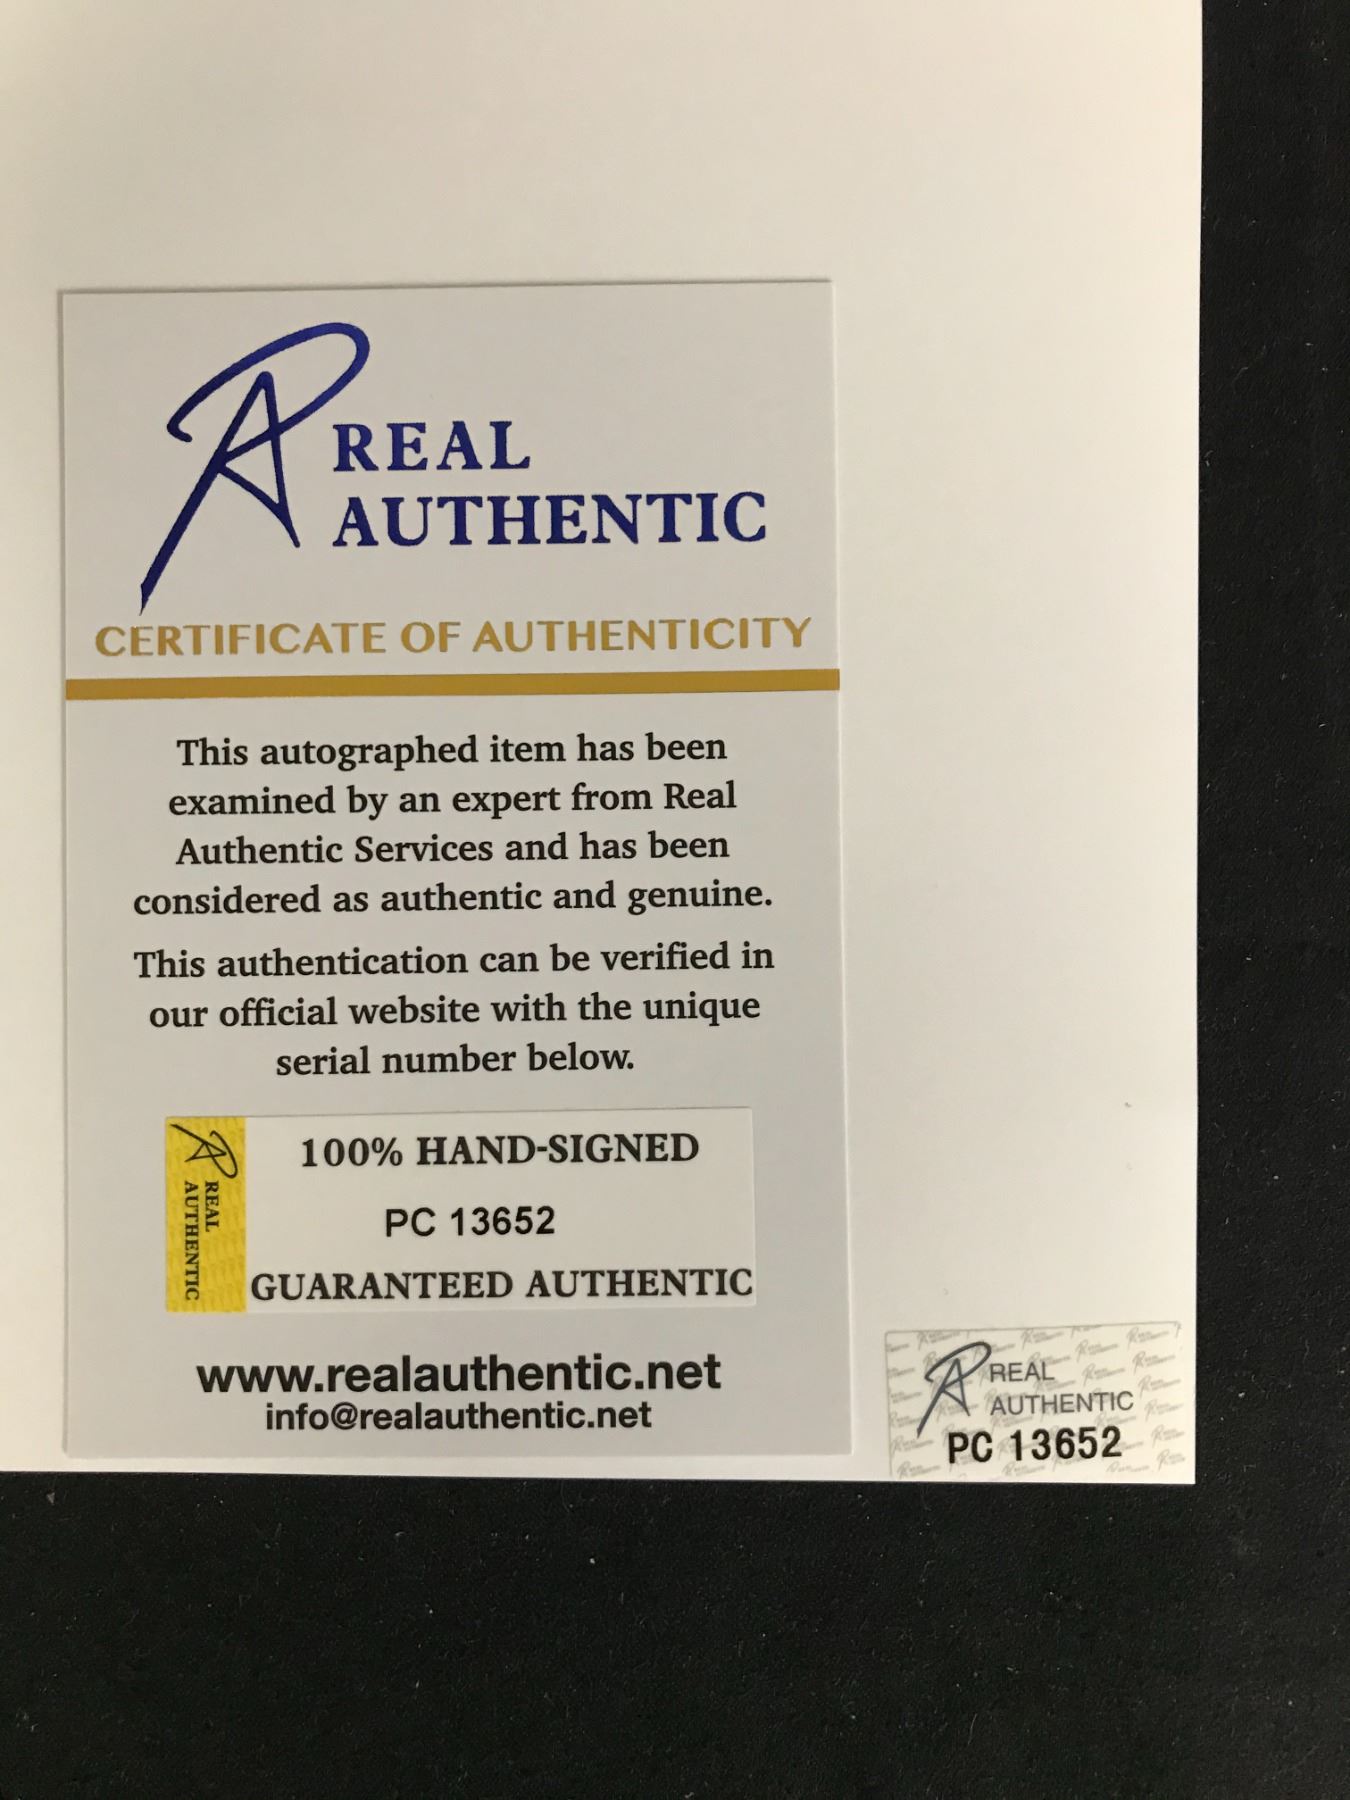 REAL
AUTHENTIC
CERTIFICATE OF AUTHENTICITY
This autographed item has been
examined by an expert from Real
Authentic Services and has been
considered as authentic and genuine.
This authentication can be verified in
our official website with the unique
serial number below.
REAL
AUTHENTIC
100% HAND-SIGNED
PC 13652
GUARANTEED AUTHENTIC
www.realauthentic.net
info@realauthentic.net
REAL
AUTHENTIC
PC 13652